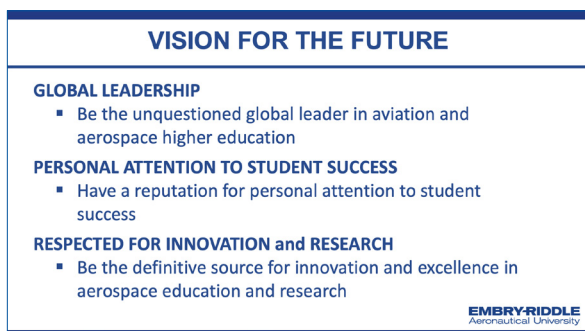 VISION FOR THE FUTURE
GLOBAL LEADERSHIP
▪ Be the unquestioned global leader in aviation and
aerospace higher education
PERSONAL ATTENTION TO STUDENT SUCCESS
▪ Have a reputation for personal attention to student
success
RESPECTED FOR INNOVATION and RESEARCH
▪ Be the definitive source for innovation and excellence in
aerospace education and research
EMBRY-RIDDLE
Aeronautical University